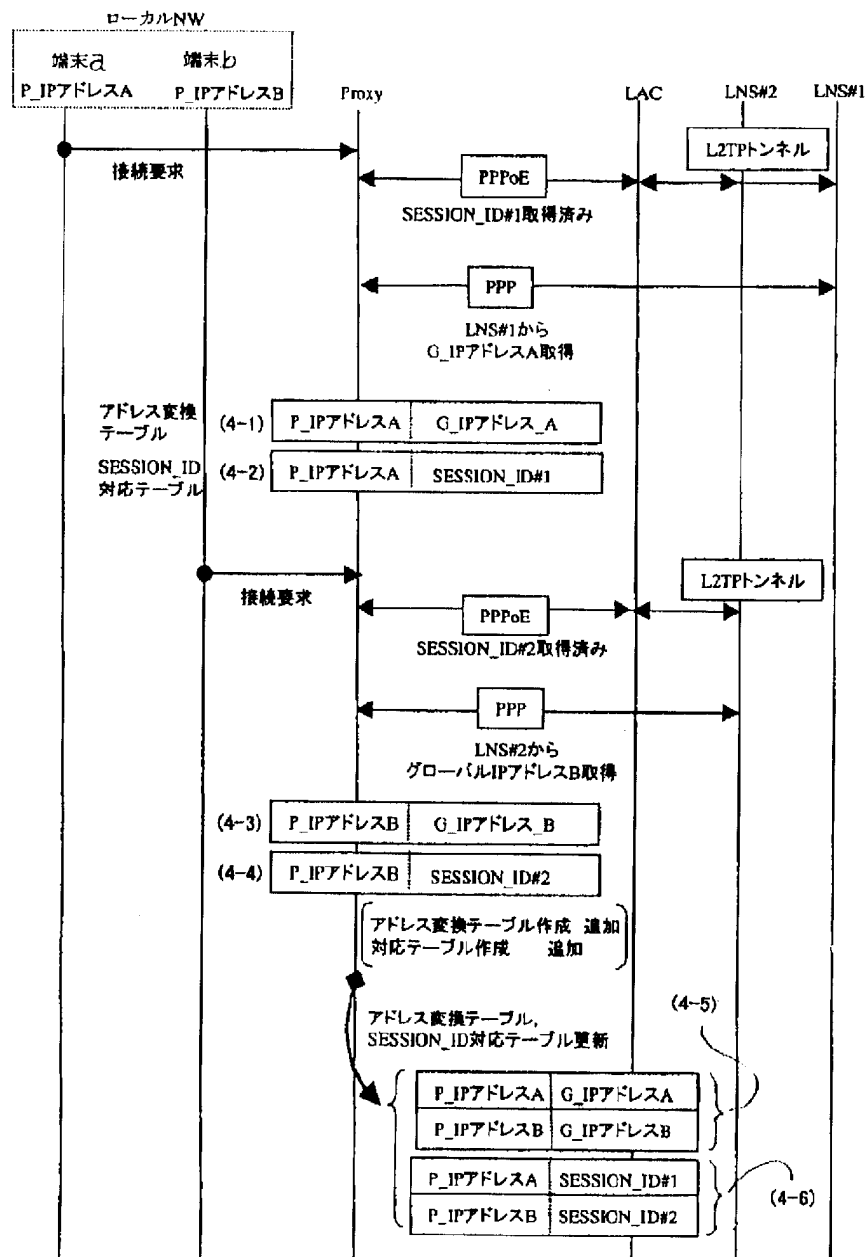 ローカルNW
端末a 端末b
P_IPアドレスA P_IPアドレスB Proxy LAC LNS#2 LNS#1
L2TPトンネル
接続要求
PPPoE
SESSION_ID#1取得済み
PPP
LNS#1から
G_IPアドレスA取得
アドレス変換
テーブル
(4-1) P_IPアドレスA G_IPアドレス_A
SESSION_ID
対応テーブル
(4-2) P_IPアドレスA SESSION_ID#1
L2TPトンネル
接続要求
PPPoE
SESSION_ID#2取得済み
PPP
LNS#2から
グローバルIPアドレスB取得
(4-3) P_IPアドレスB G_IPアドレス_B
(4-4) P_IPアドレスB SESSION_ID#2
アドレス変換テーブル作成 追加
対応テーブル作成 追加
(4-5)
アドレス変換テーブル,
SESSION_ID対応テーブル更新
P_IPアドレスA G_IPアドレスA
P_IPアドレスB G_IPアドレスB
P_IPアドレスA SESSION_ID#1
P_IPアドレスB SESSION_ID#2
(4-6)